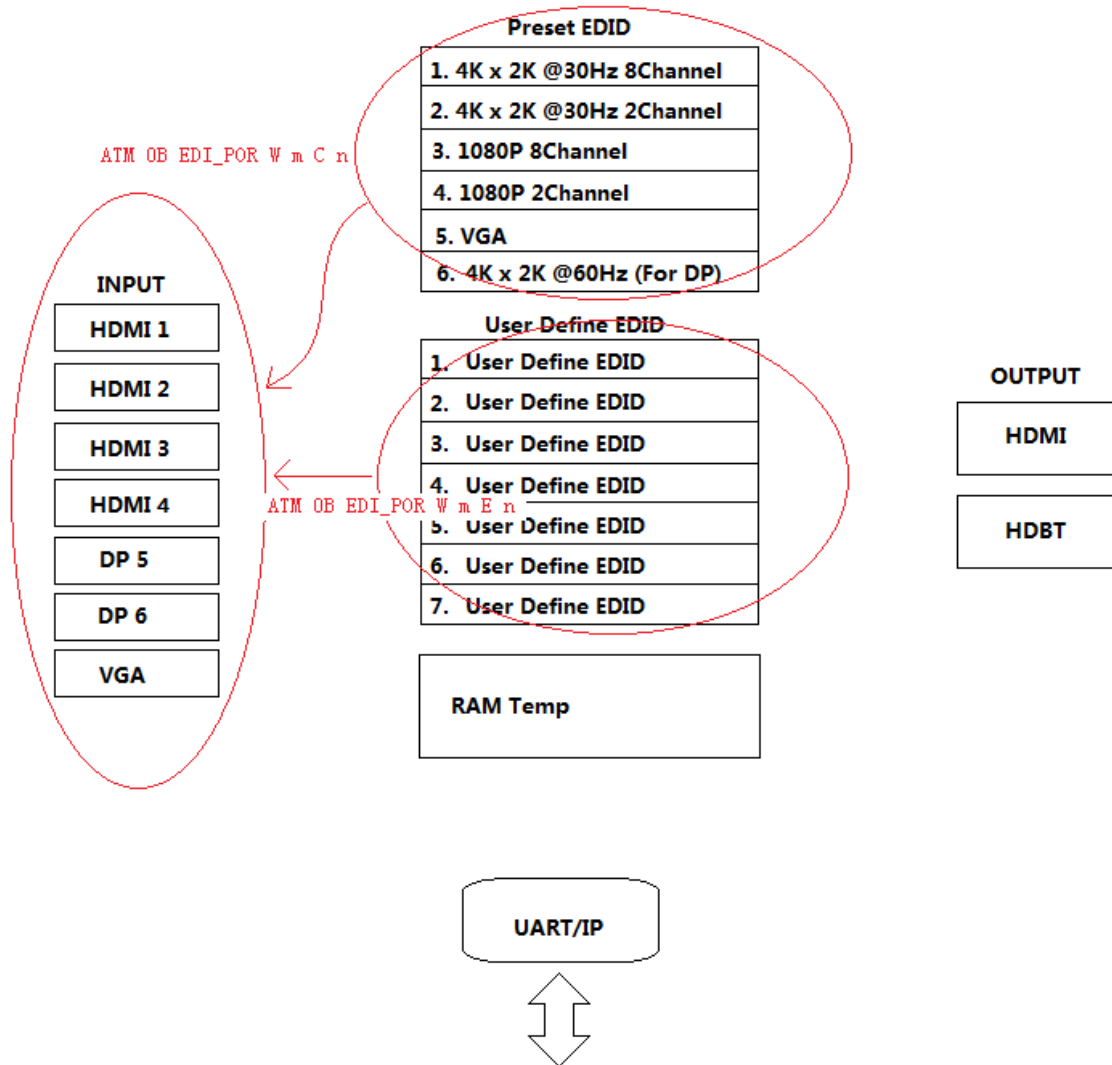 Preset EDID
1. 4K x 2K @30Hz 8Channel
2. 4K x 2K @30Hz 2Channel
3. 1080P 8Channel
4. 1080P 2Channel
5. VGA
6. 4K x 2K @60Hz (For DP)
ATM 0B EDI_POR W m C n
INPUT
HDMI 1
HDMI 2
HDMI 3
HDMI 4
DP 5
DP 6
VGA
User Define EDID
1. User Define EDID
2. User Define EDID
3. User Define EDID
4. User Define EDID
5. User Define EDID
6. User Define EDID
7. User Define EDID
ATM 0B EDI_POR W m E n
RAM Temp
OUTPUT
HDMI
HDBT
UART/IP